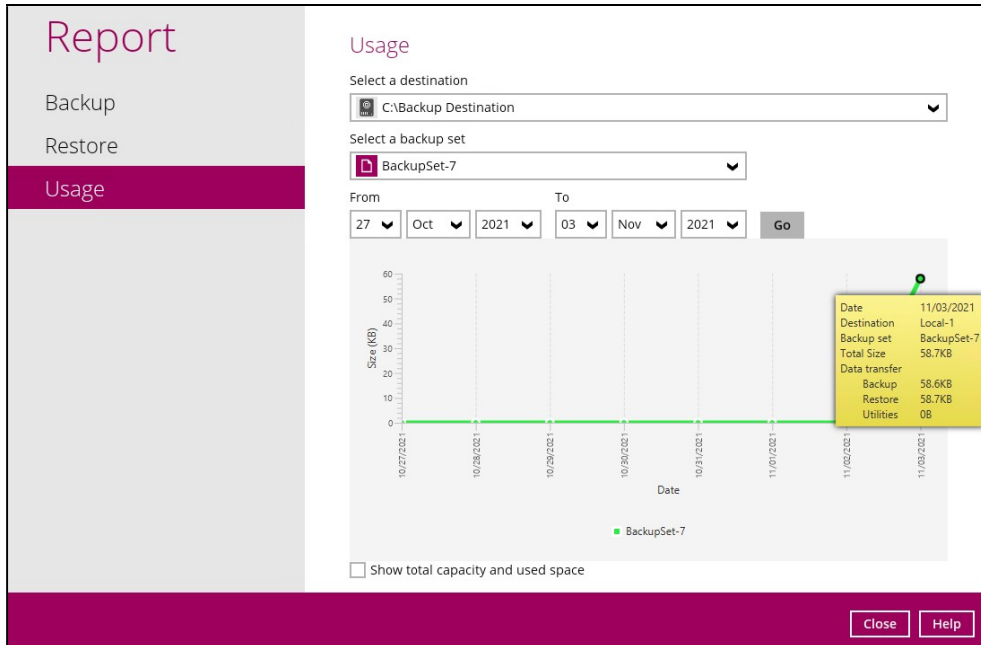 Report
Backup
Restore
Usage
Usage
Select a destination
C:\Backup Destination
Select a backup set
BackupSet-7
From To
27 Oct 2021 03 Nov 2021 Go
60
50
40
30
20
10
0
Size (KB)
10/27/2021 10/28/2021 10/29/2021 10/30/2021 10/31/2021 11/01/2021 11/02/2021 11/03/2021
Date
BackupSet-7
Date 11/03/2021
Destination Local-1
Backup set BackupSet-7
Total Size 58.7KB
Data transfer
Backup 58.6KB
Restore 58.7KB
Utilities 0B
Show total capacity and used space
Close Help